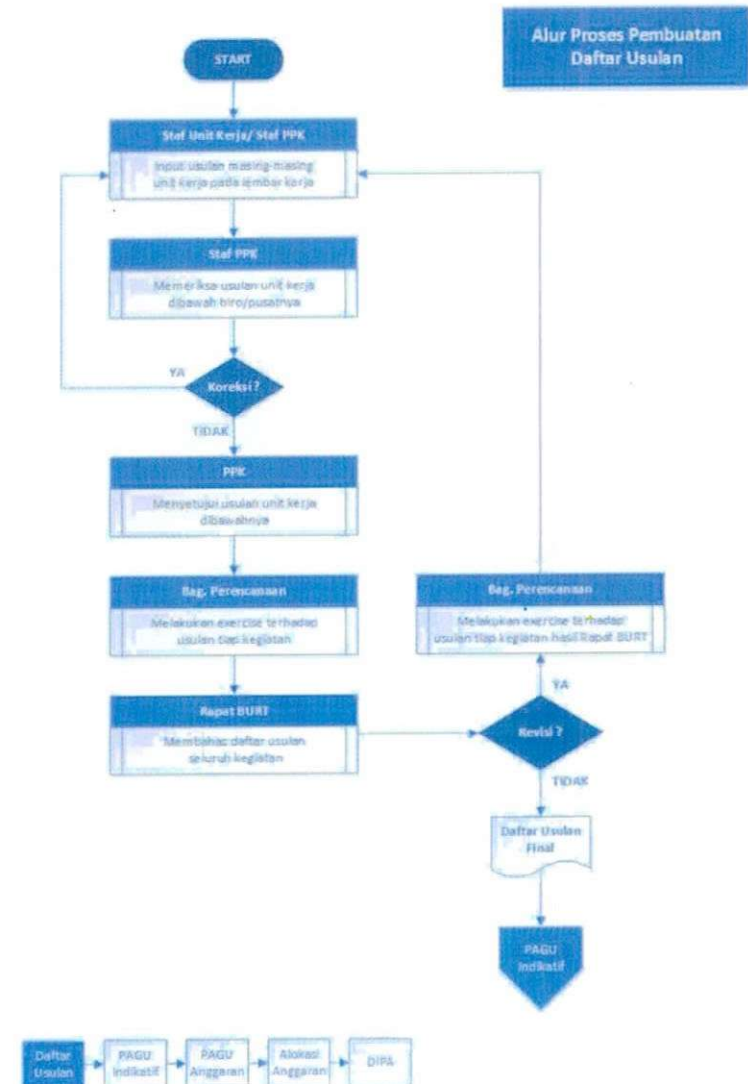 Alur Proses Pembuatan
Daftar Usulan
START
Staf Unit Kerja/ Staf PPK
Input usulan masing-masing
unit kerja pada lembar kerja
Staf PPK
Memeriksa usulan unit kerja
dibawah biro/pusatnya
YA
Koreksi ?
TIDAK
PPK
Menyetujui usulan unit kerja
dibawahnya
Bag. Perencanaan
Melakukan exercise terhadap
usulan tiap kegiatan
Bag. Perencanaan
Melakukan exercise terhadap
usulan tiap kegiatan hasil Rapat BURT
Rapat BURT
Membahas daftar usulan
seluruh kegiatan
YA
Revisi ?
TIDAK
Daftar Usulan
Final
PAGU
Indikatif
Daftar
Usulan
PAGU
Indikatif
PAGU
Anggaran
Alokasi
Anggaran
DIPA